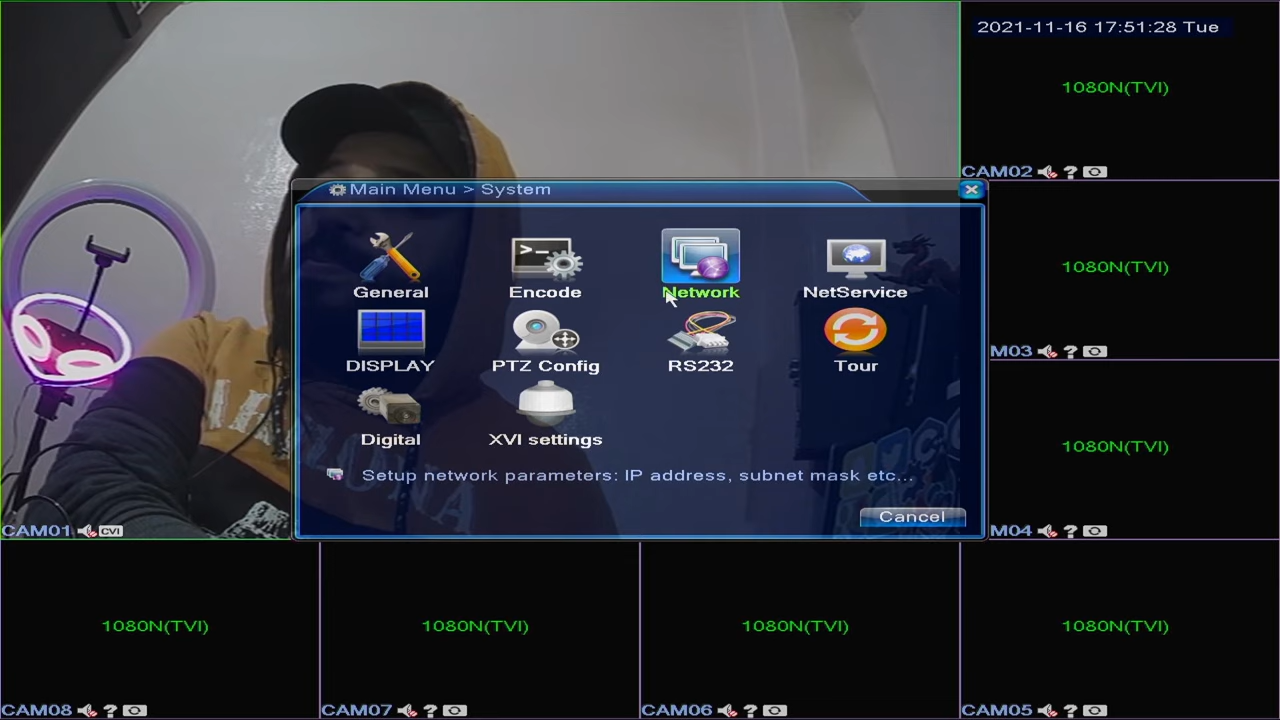 2021-11-16 17:51:28 Tue
1080N(TVI)
CAM02 ?
Main Menu > System
General
Encode
Network
NetService
1080N(TVI)
DISPLAY
PTZ Config
RS232
Tour
M03 ?
Digital
XVI settings
1080N(TVI)
Setup network parameters: IP address, subnet mask etc...
Cancel
CAM01 CVI
M04 ?
1080N(TVI)
1080N(TVI)
1080N(TVI)
1080N(TVI)
CAM08 ?
CAM07 ?
CAM06 ?
CAM05 ?